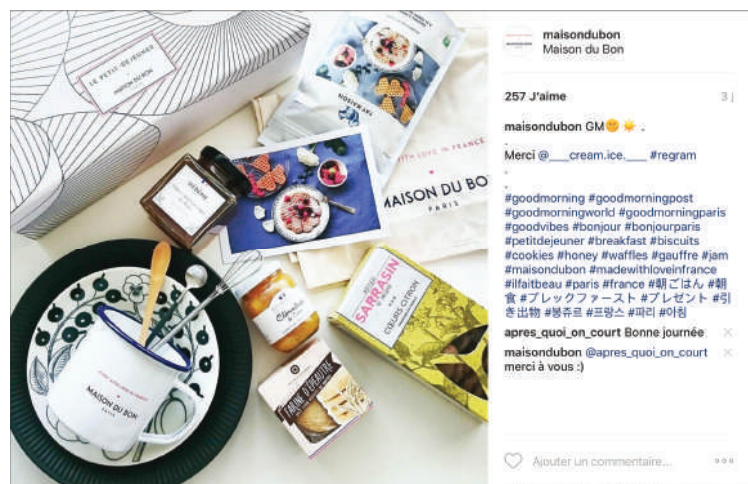 LE PETIT-DÉJEUNER
MAISON DU BON
MAISON DU BON
PARIS
MAISON DU BON
PARIS
Clémentine
de Corse
FARINE D'ÉPEAUTRE
SARRASIN
CŒURS CITRON
maisondubon
Maison du Bon
257 J'aime
3 j
maisondubon GM😊☀️ .
.
Merci @___cream.ice.___ #regram
.
.
#goodmorning #goodmorningpost
#goodmorningworld #goodmorningparis
#goodvibes #bonjour #bonjourparis
#petitdejeuner #breakfast #biscuits
#cookies #honey #waffles #gauffre #jam
#maisondubon #madewithloveinfrance
#ilfaitbeau #paris #france #朝ごはん #朝
食 #ブレックファースト #プレゼント #引
き出物 #봉쥬르 #프랑스 #파리 #아침
apres_quoi_on_court Bonne journée
maisondubon @apres_quoi_on_court
merci à vous :)
Ajouter un commentaire...